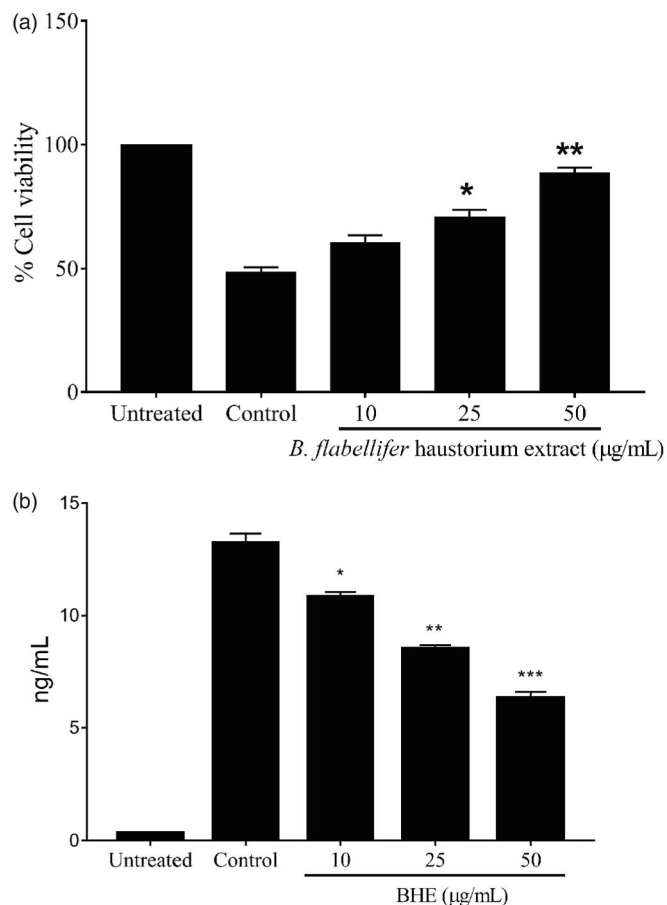 (a)
150
100
50
0
% Cell viability
*
**
Untreated Control 10 25 50
B. flabellifer haustorium extract (μg/mL)
(b)
15
10
5
0
ng/mL
*
**
***
Untreated Control 10 25 50
BHE (μg/mL)